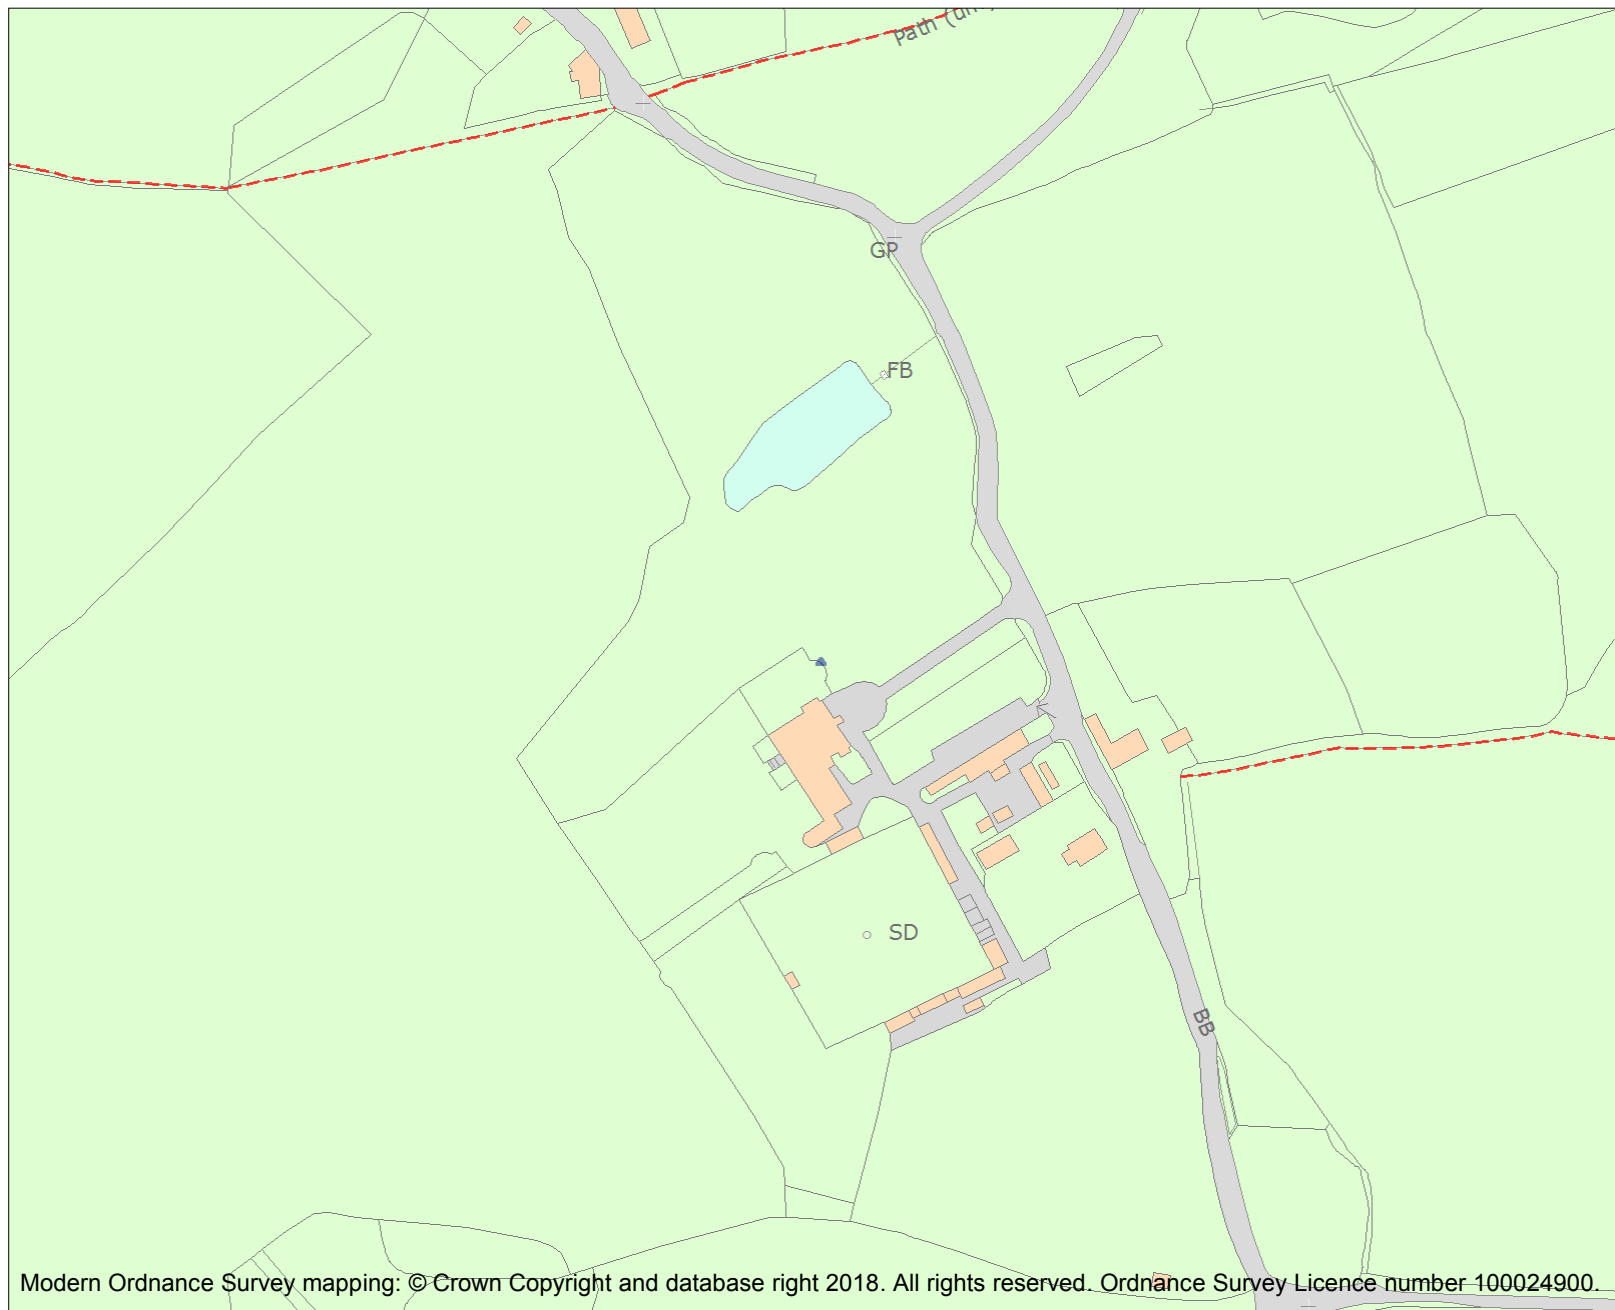 Path (un)
GP
FB
SD
BB
Modern Ordnance Survey mapping: © Crown Copyright and database right 2018. All rights reserved. Ordnance Survey Licence number 100024900.